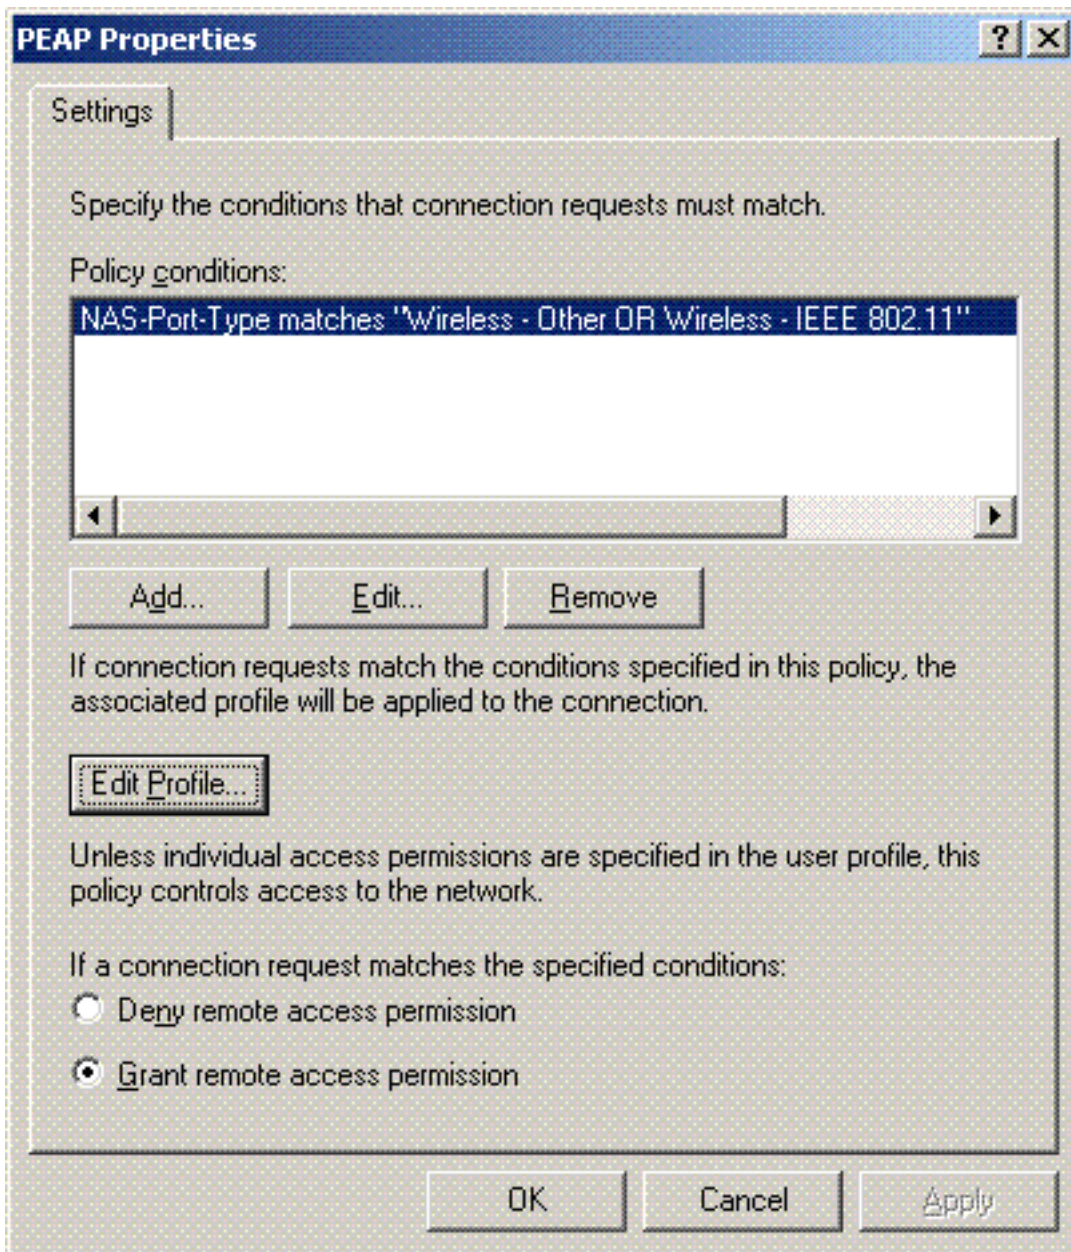 PEAP Properties
Settings
Specify the conditions that connection requests must match.
Policy conditions:
NAS-Port-Type matches "Wireless - Other OR Wireless - IEEE 802.11"
Add... Edit... Remove
If connection requests match the conditions specified in this policy, the
associated profile will be applied to the connection.
Edit Profile...
Unless individual access permissions are specified in the user profile, this
policy controls access to the network.
If a connection request matches the specified conditions:
Deny remote access permission
Grant remote access permission
OK Cancel Apply